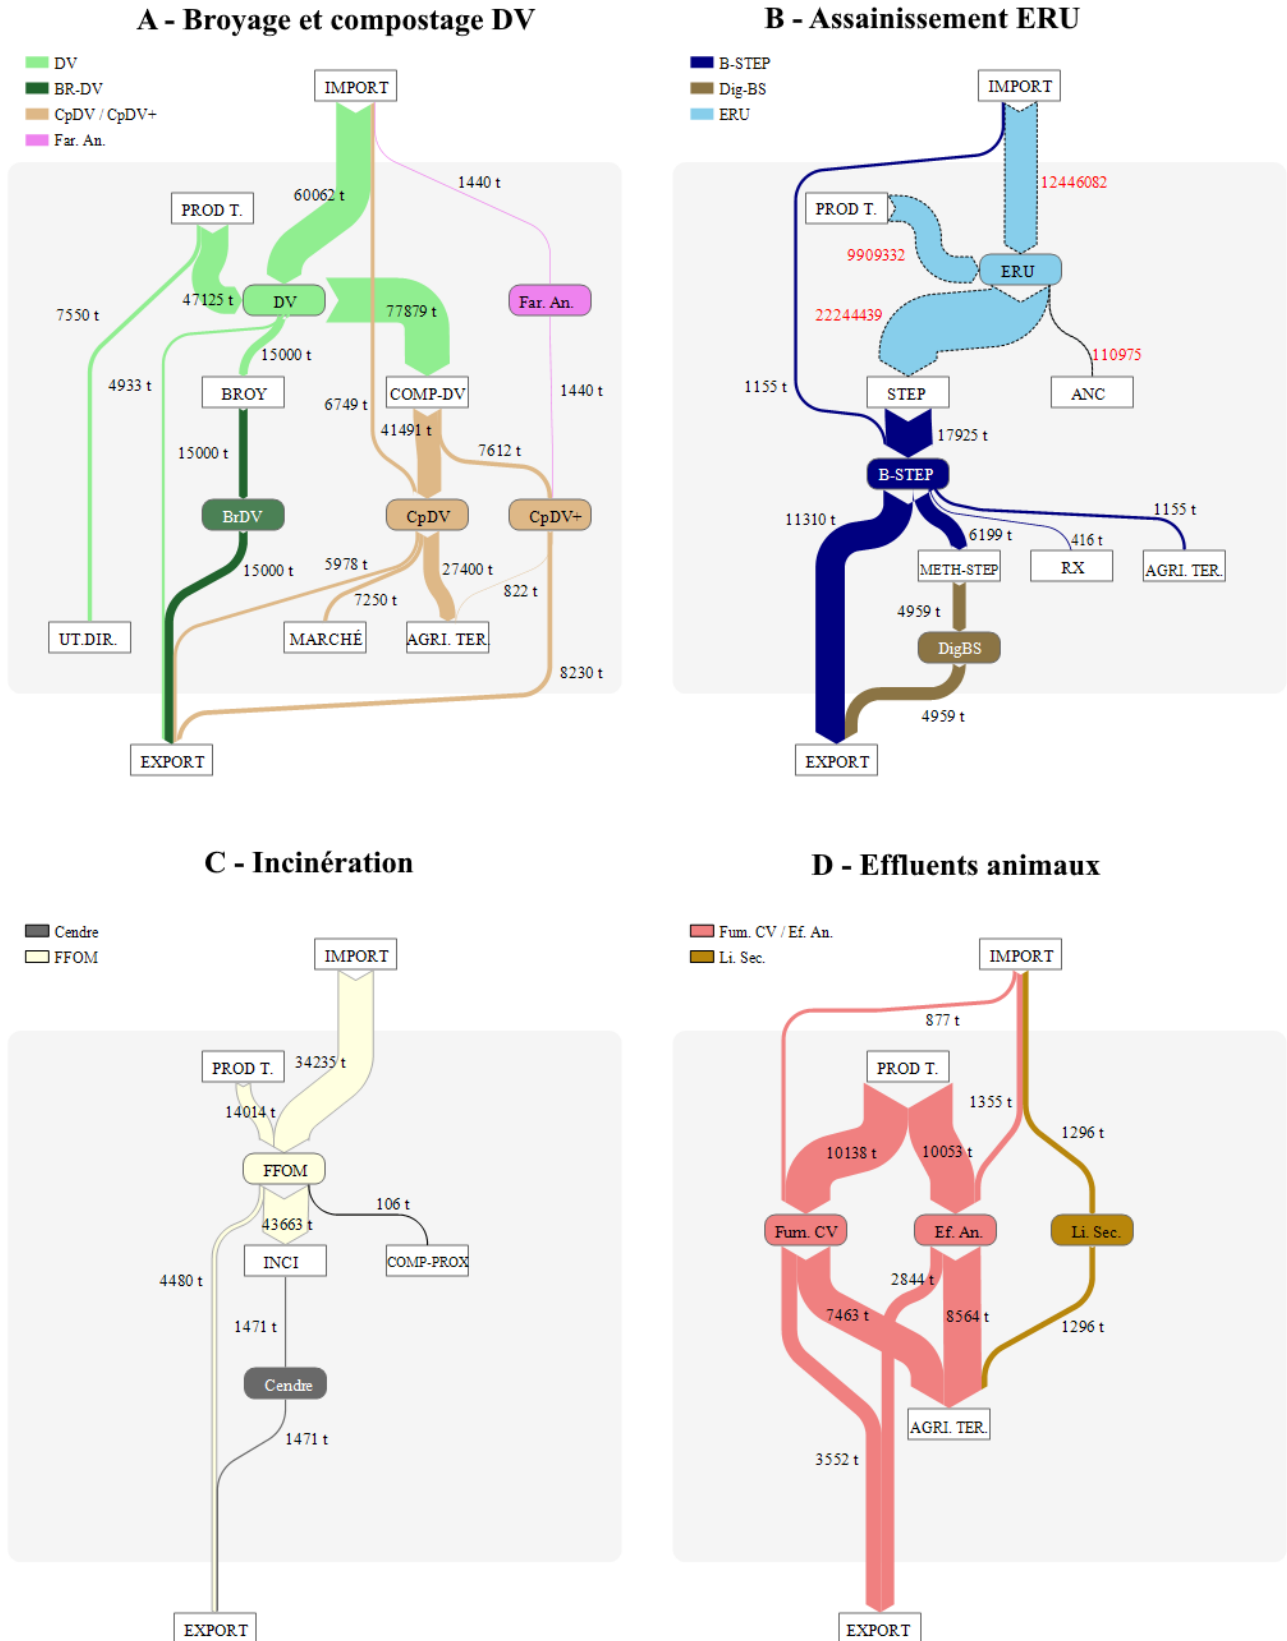 A - Broyage et compostage DV
DV
BR-DV
CpDV / CpDV+
Far. An.
IMPORT
60062 t
1440 t
PROD T.
47125 t
DV
77879 t
Far. An.
7550 t
4933 t
15000 t
BROY
6749 t
COMP-DV
1440 t
41491 t
7612 t
15000 t
BrDV
CpDV
CpDV+
15000 t
5978 t
27400 t
7250 t
822 t
UT.DIR.
MARCHÉ
AGRI. TER.
8230 t
EXPORT
B - Assainissement ERU
B-STEP
Dig-BS
ERU
IMPORT
12446082
PROD T.
9909332
ERU
22244439
110975
1155 t
STEP
ANC
17925 t
B-STEP
11310 t
6199 t
416 t
1155 t
METH-STEP
RX
AGRI. TER.
4959 t
DigBS
4959 t
EXPORT
C - Incinération
Cendre
FFOM
IMPORT
PROD T.
34235 t
14014 t
FFOM
106 t
43663 t
4480 t
INCI
COMP-PROX
1471 t
Cendre
1471 t
EXPORT
D - Effluents animaux
Fum. CV / Ef. An.
Li. Sec.
IMPORT
877 t
PROD T.
1355 t
10138 t
10053 t
1296 t
Fum. CV
Ef. An.
Li. Sec.
2844 t
7463 t
8564 t
1296 t
AGRI. TER.
3552 t
EXPORT